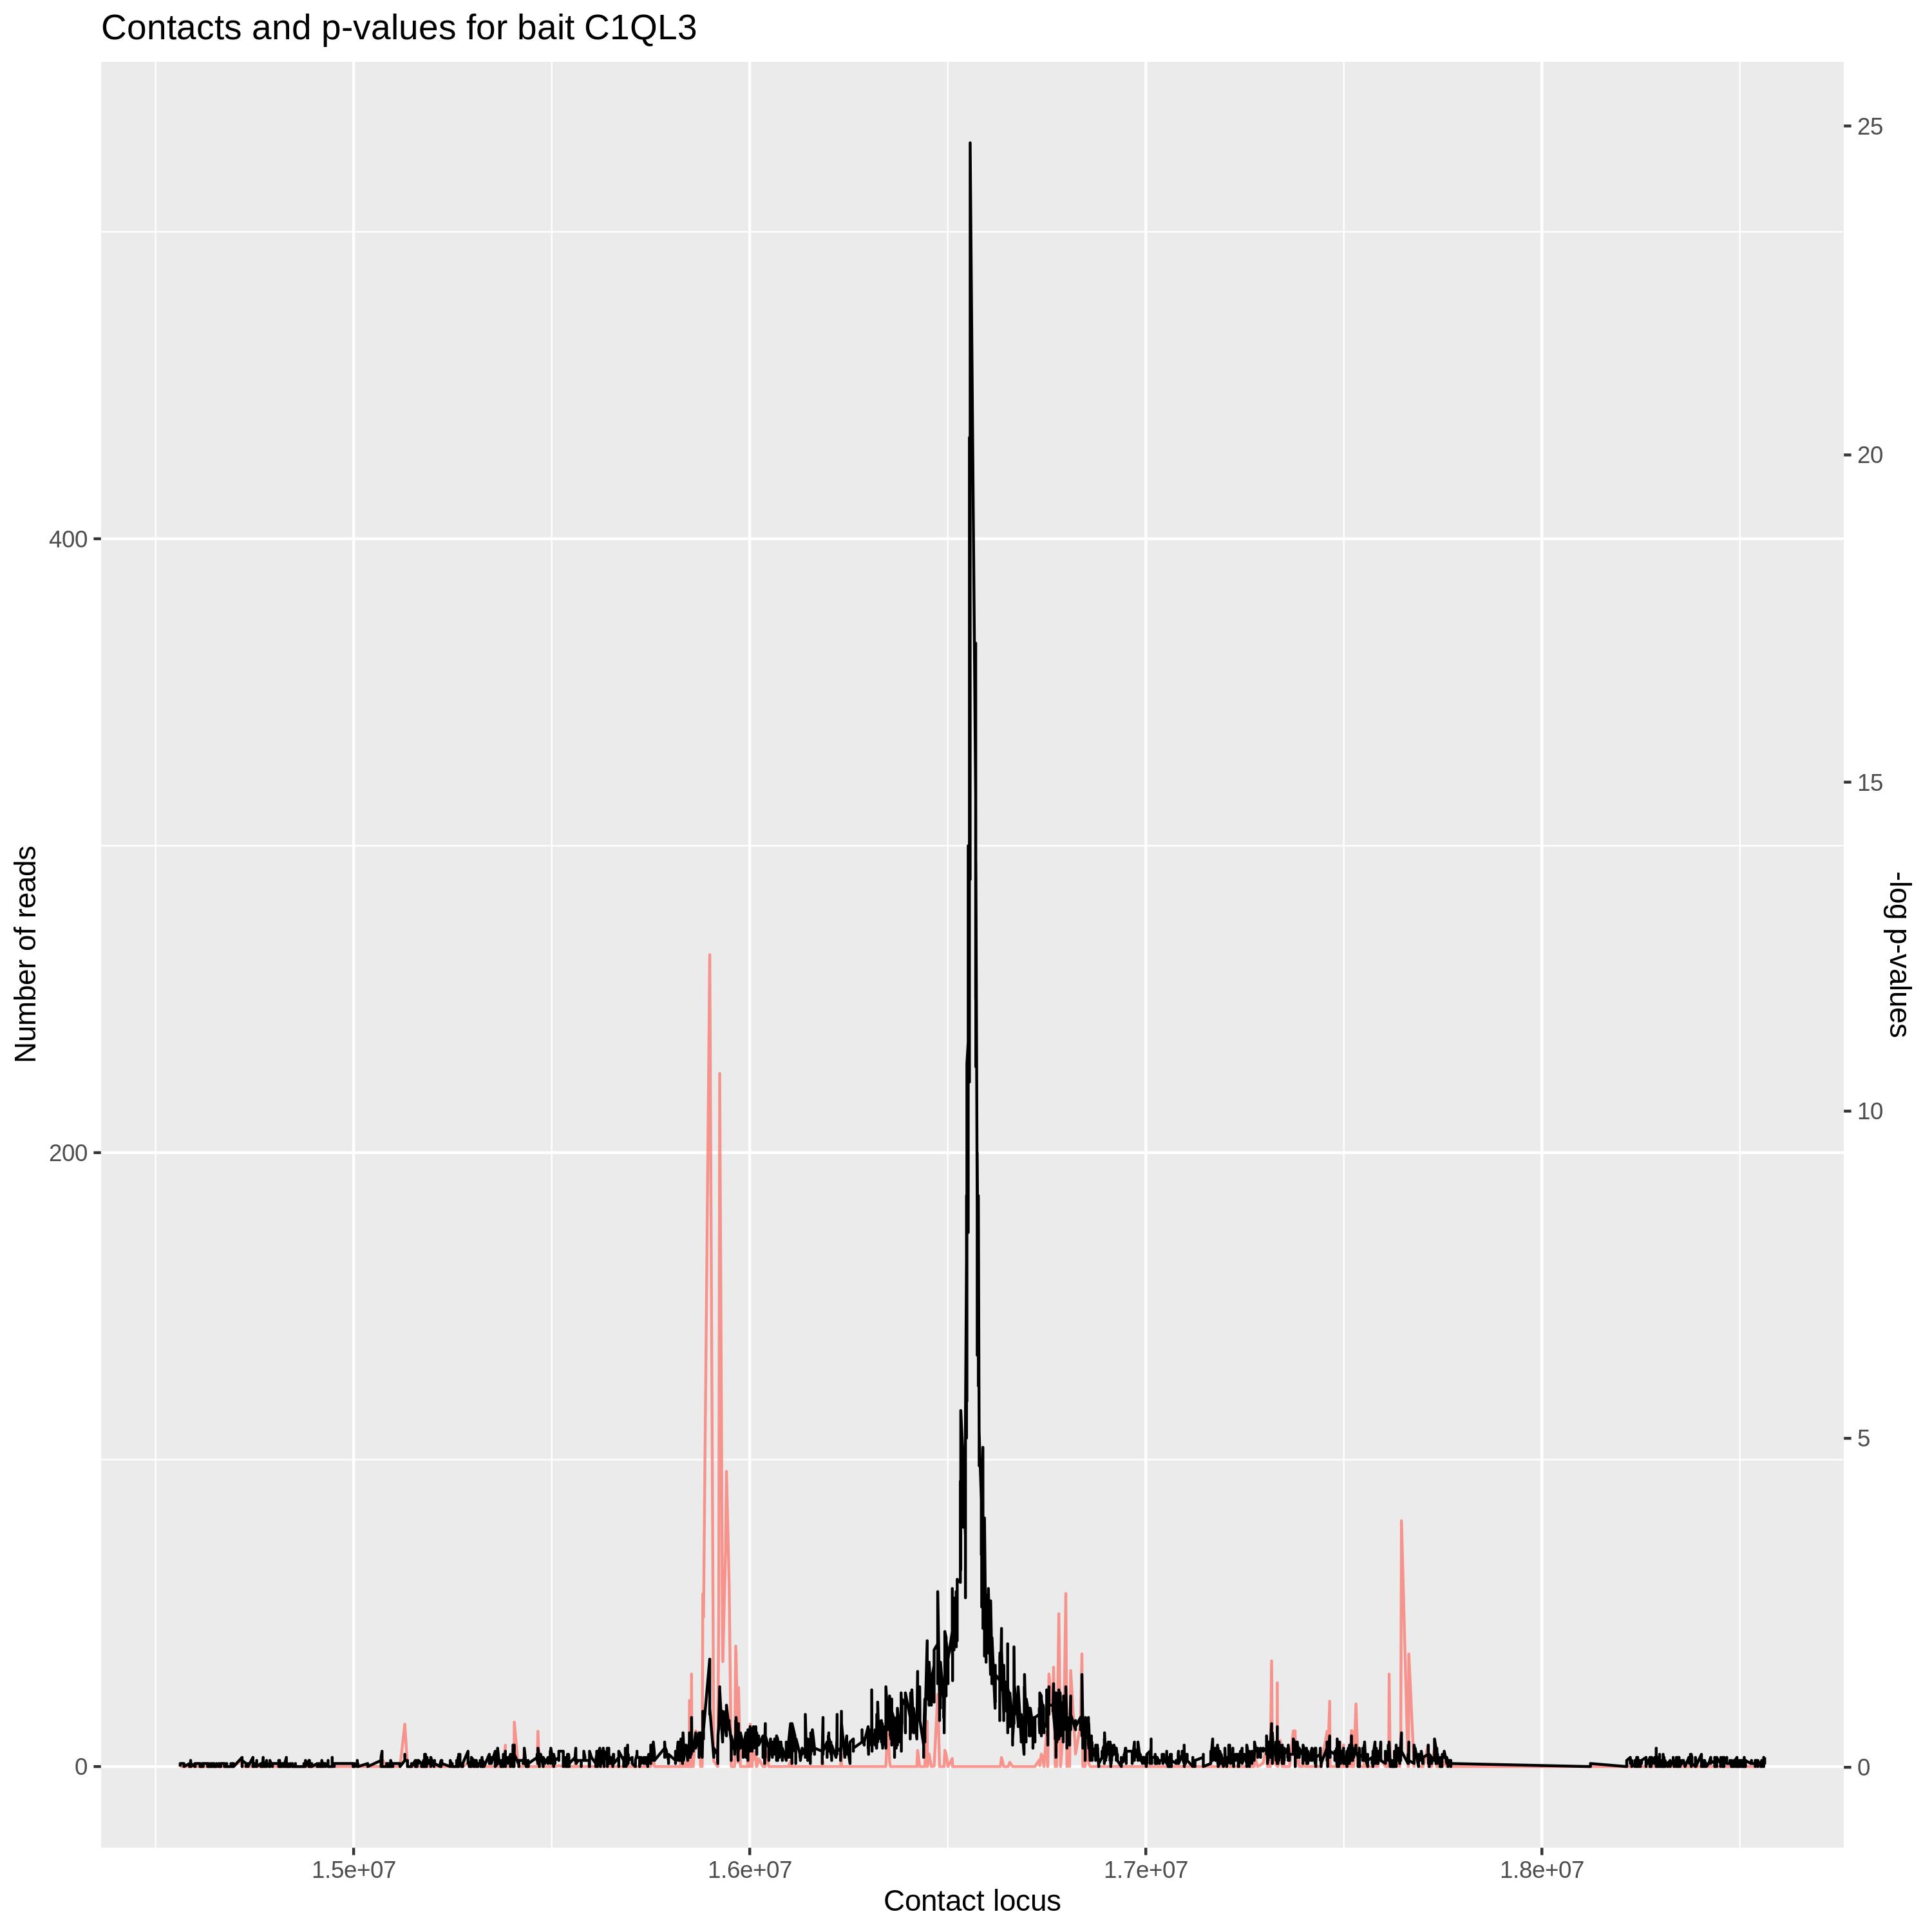 Contacts and p-values for bait C1QL3
25
20
400
15
Number of reads
-log p-values
10
200
5
0
0
1.5e+07
1.6e+07
1.7e+07
1.8e+07
Contact locus